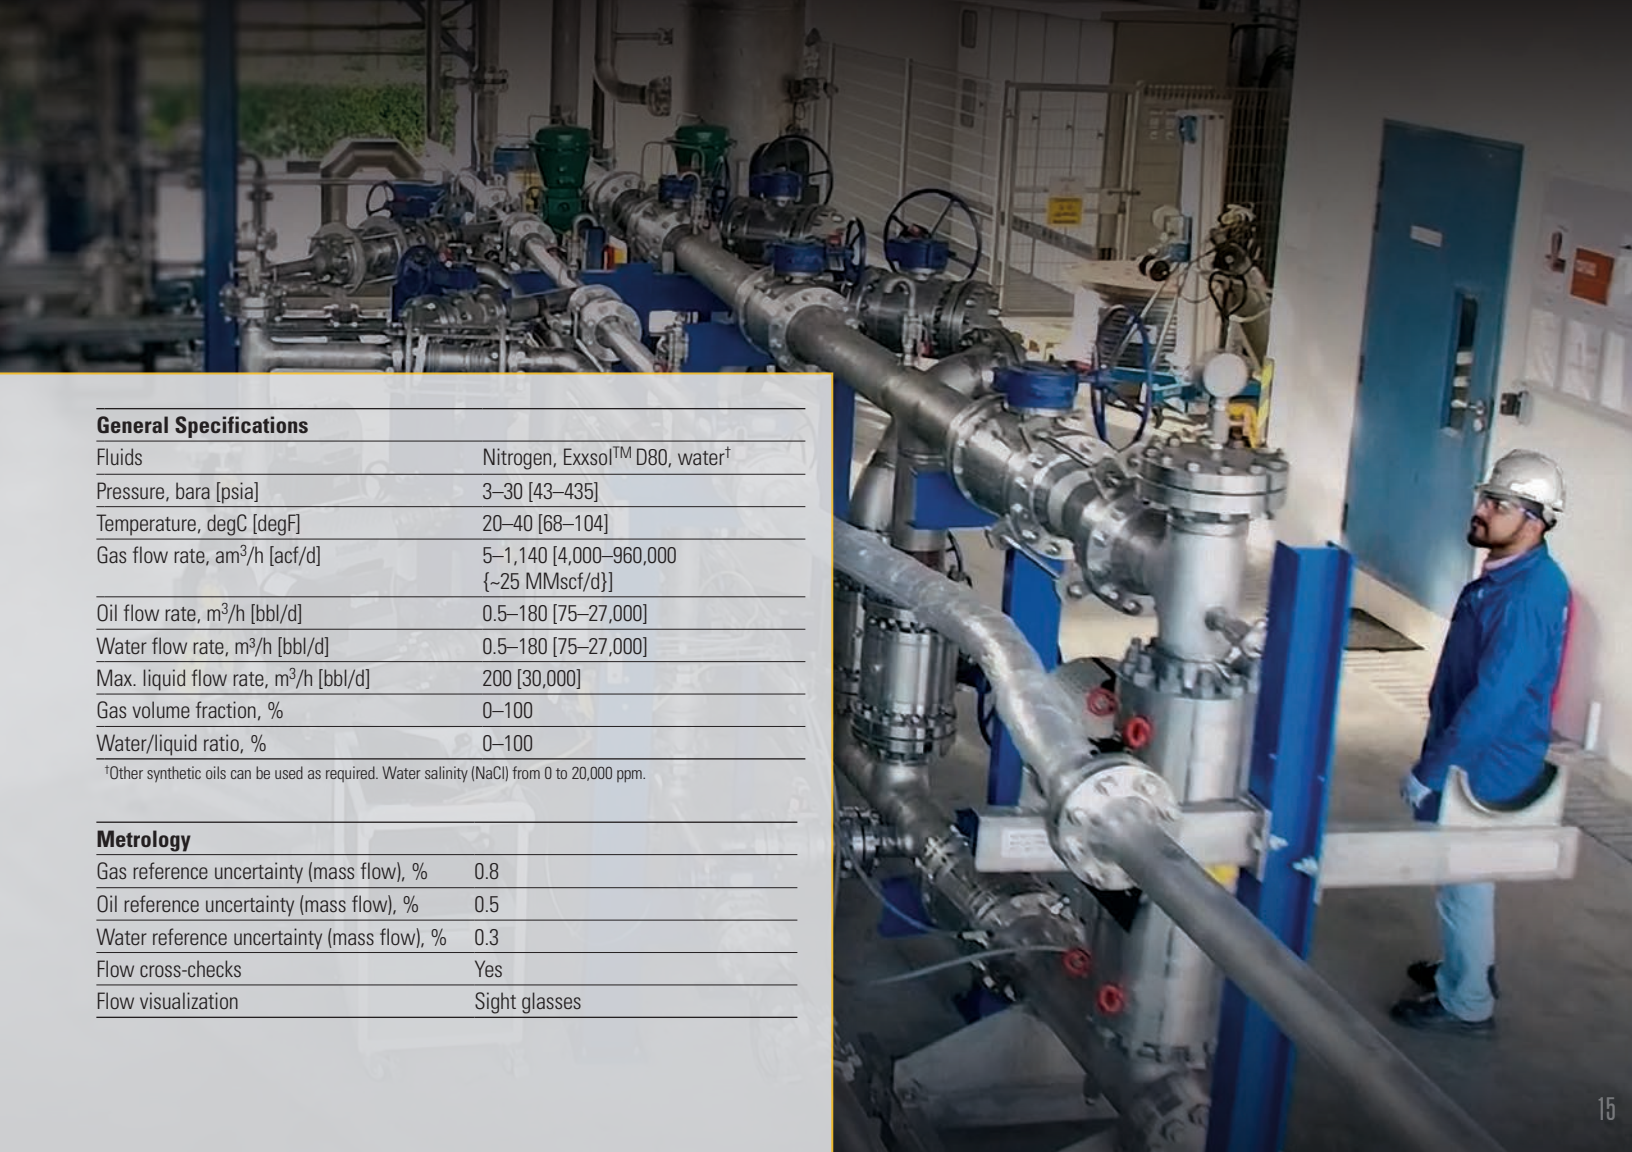 General Specifications
Fluids Nitrogen, Exxsol™ D80, water†
Pressure, bara [psia] 3–30 [43–435]
Temperature, degC [degF] 20–40 [68–104]
Gas flow rate, am³/h [acf/d] 5–1,140 [4,000–960,000
{~25 MMscf/d}]
Oil flow rate, m³/h [bbl/d] 0.5–180 [75–27,000]
Water flow rate, m³/h [bbl/d] 0.5–180 [75–27,000]
Max. liquid flow rate, m³/h [bbl/d] 200 [30,000]
Gas volume fraction, % 0–100
Water/liquid ratio, % 0–100
†Other synthetic oils can be used as required. Water salinity (NaCl) from 0 to 20,000 ppm.
Metrology
Gas reference uncertainty (mass flow), % 0.8
Oil reference uncertainty (mass flow), % 0.5
Water reference uncertainty (mass flow), % 0.3
Flow cross-checks Yes
Flow visualization Sight glasses
15